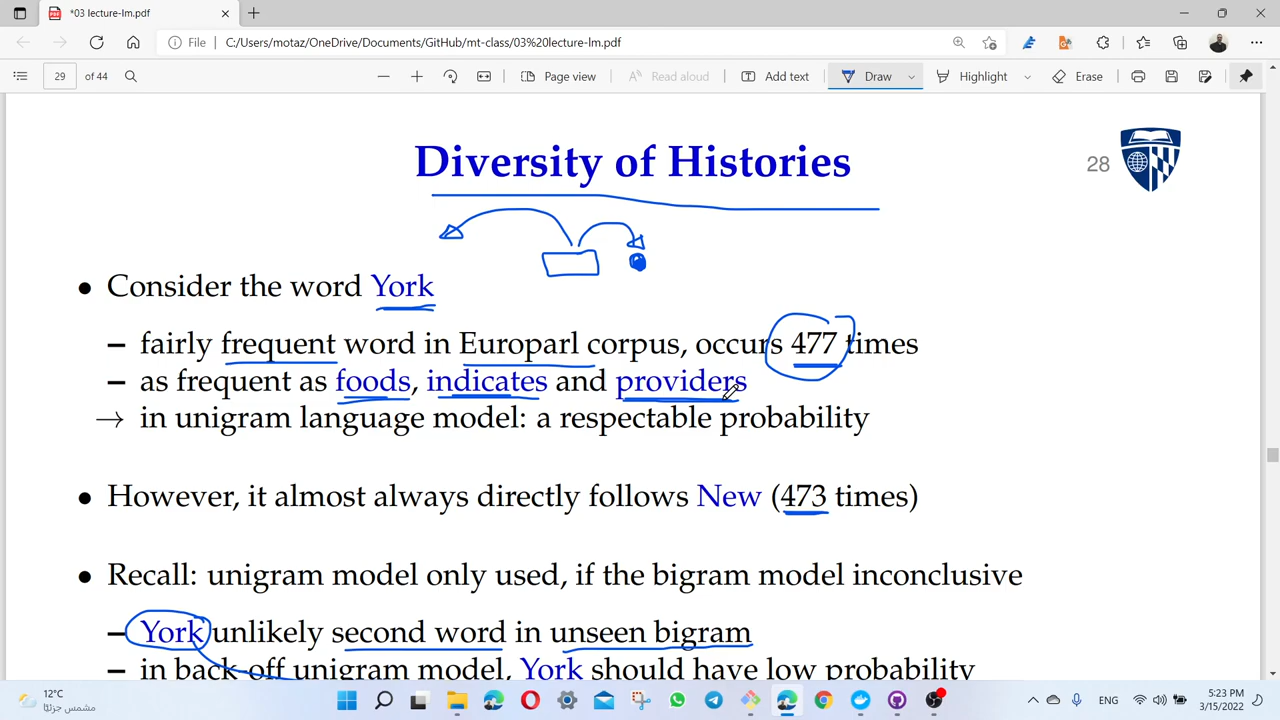 *03 lecture-lm.pdf
File C:/Users/motaz/OneDrive/Documents/GitHub/mt-class/03%20lecture-lm.pdf
29 of 44 Page view Read aloud Add text Draw Highlight Erase
Diversity of Histories 28
• Consider the word York
– fairly frequent word in Europarl corpus, occurs 477 times
– as frequent as foods, indicates and providers
→ in unigram language model: a respectable probability
• However, it almost always directly follows New (473 times)
• Recall: unigram model only used, if the bigram model inconclusive
– York unlikely second word in unseen bigram
– in back-off unigram model, York should have low probability
12°C
مشمس جزئيًا
ENG
5:23 PM
3/15/2022